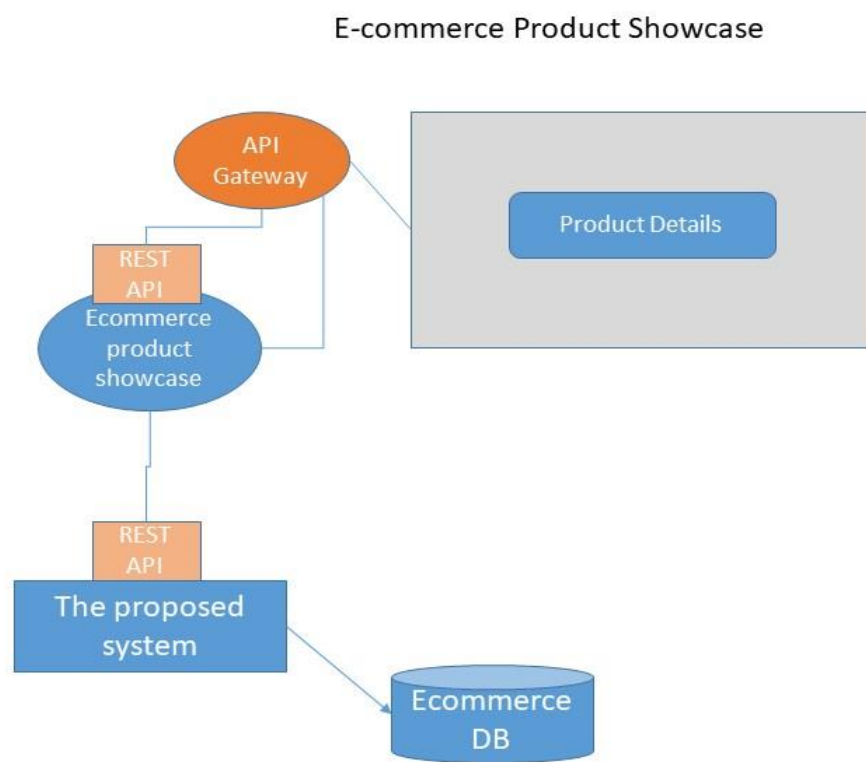 E-commerce Product Showcase
API
Gateway
Product Details
REST
API
Ecommerce
product
showcase
REST
API
The proposed
system
Ecommerce
DB